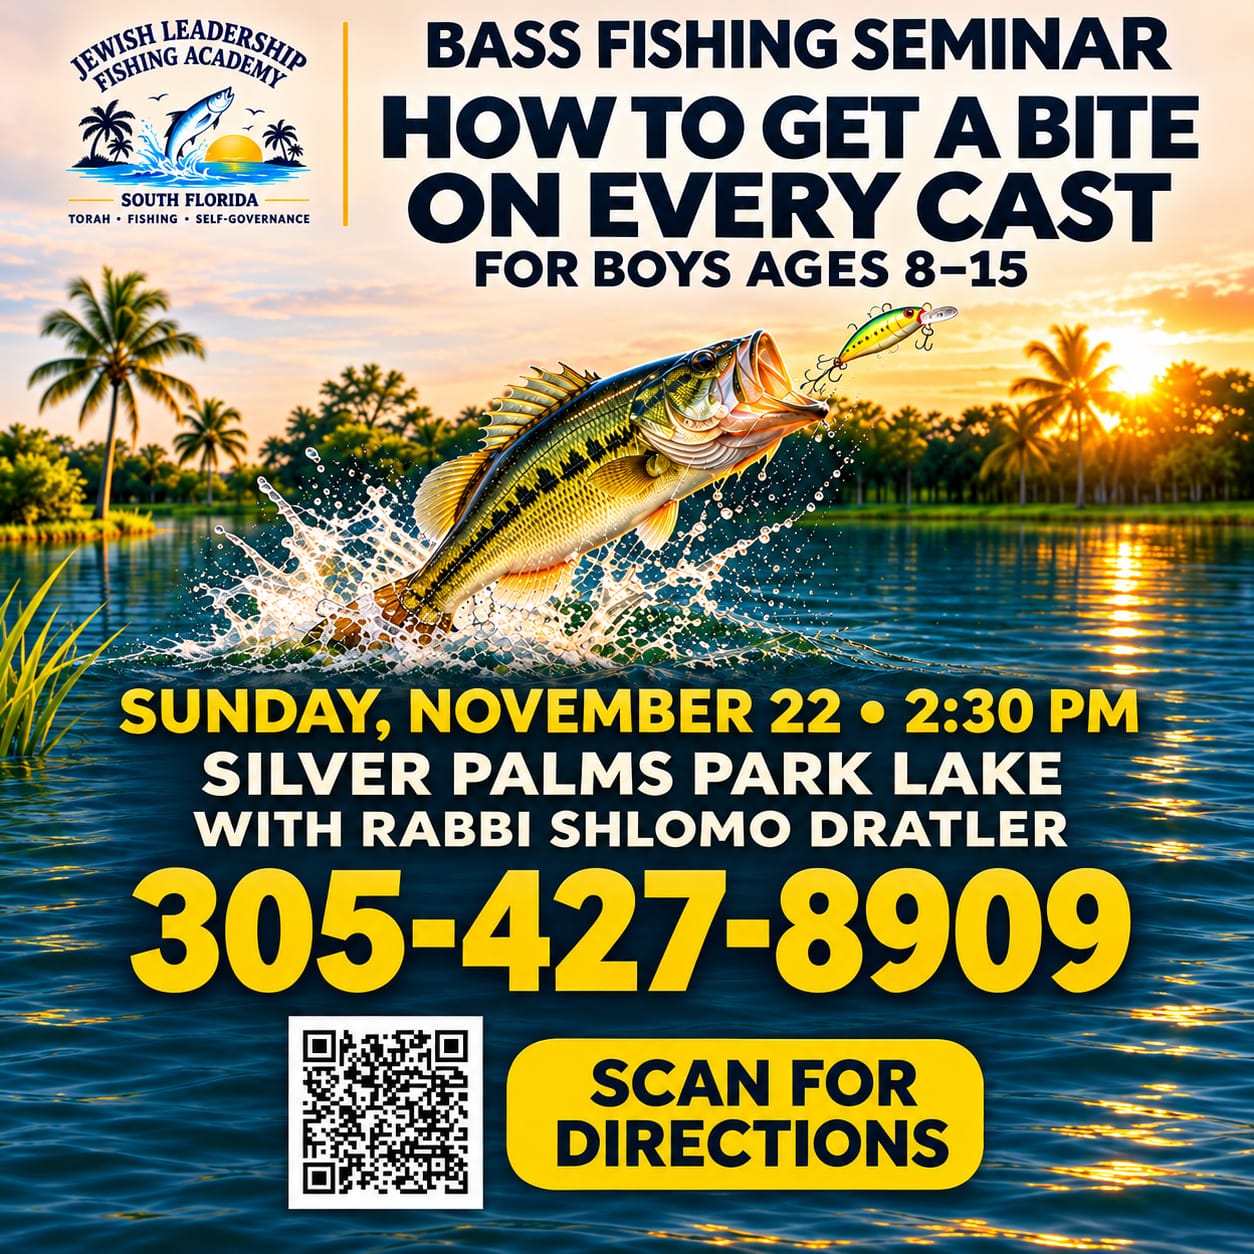 JEWISH LEADERSHIP
FISHING ACADEMY
SOUTH FLORIDA
TORAH • FISHING • SELF-GOVERNANCE
BASS FISHING SEMINAR
HOW TO GET A BITE
ON EVERY CAST
FOR BOYS AGES 8–15
SUNDAY, NOVEMBER 22 • 2:30 PM
SILVER PALMS PARK LAKE
WITH RABBI SHLOMO DRATLER
305-427-8909
SCAN FOR
DIRECTIONS